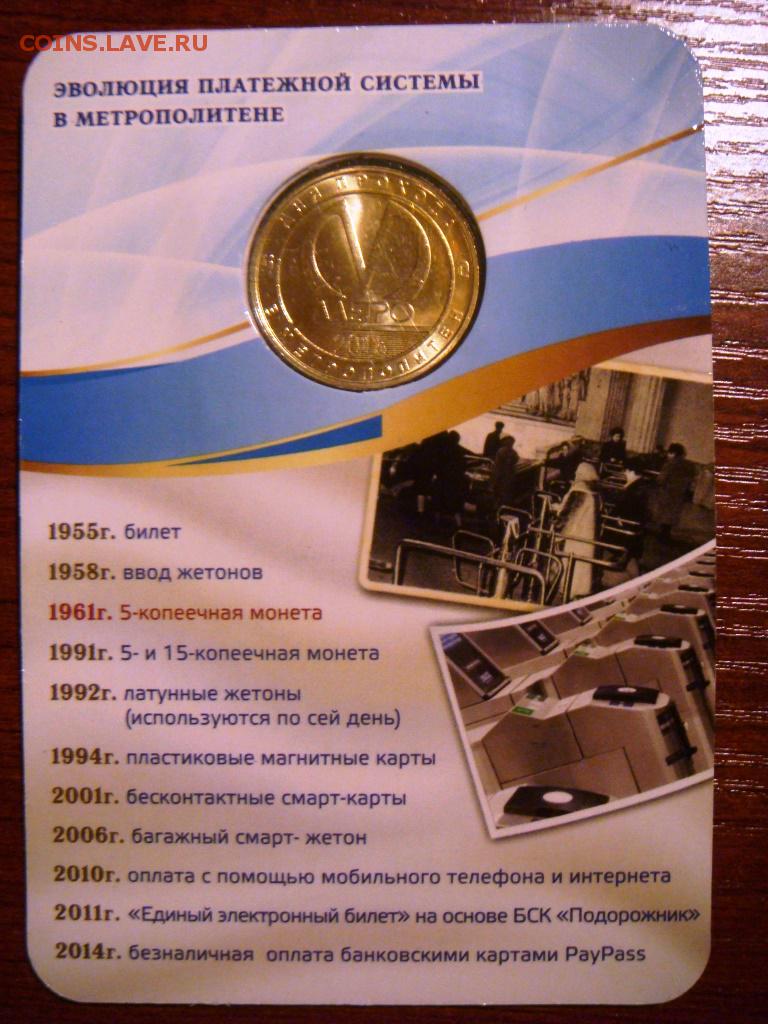 COINS.LAVE.RU
ЭВОЛЮЦИЯ ПЛАТЕЖНОЙ СИСТЕМЫ
В МЕТРОПОЛИТЕНЕ
ДЛЯ ПРОХОДА
В МЕТРОПОЛИТЕН
МЕТРО
1955г. билет
1958г. ввод жетонов
1961г. 5-копеечная монета
1991г. 5- и 15-копеечная монета
1992г. латунные жетоны
(используются по сей день)
1994г. пластиковые магнитные карты
2001г. бесконтактные смарт-карты
2006г. багажный смарт- жетон
2010г. оплата с помощью мобильного телефона и интернета
2011г. «Единый электронный билет» на основе БСК «Подорожник»
2014г. безналичная оплата банковскими картами PayPass